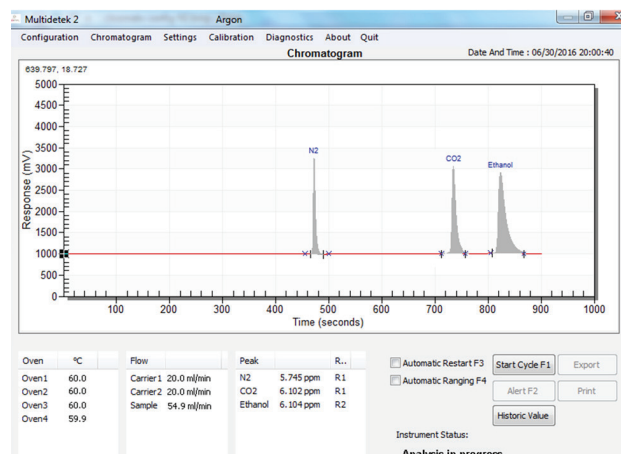 Multidetek 2 Argon
Configuration Chromatogram Settings Calibration Diagnostics About Quit
Chromatogram Date And Time : 06/30/2016 20:00:40
639.797, 18.727
5000
4500
4000
3500
3000
2500
2000
1500
1000
500
0
Response (mV)
N2
CO2
Ethanol
100 200 300 400 500 600 700 800 900 1000
Time (seconds)
Oven °C
Oven1 60.0
Oven2 60.0
Oven3 60.0
Oven4 59.9
Flow
Carrier1 20.0 ml/min
Carrier2 20.0 ml/min
Sample 54.9 ml/min
Peak R..
N2 5.745 ppm R1
CO2 6.102 ppm R1
Ethanol 6.104 ppm R2
Automatic Restart F3
Automatic Ranging F4
Start Cycle F1 Export
Alert F2 Print
Historic Value
Instrument Status:
Analysis in progress